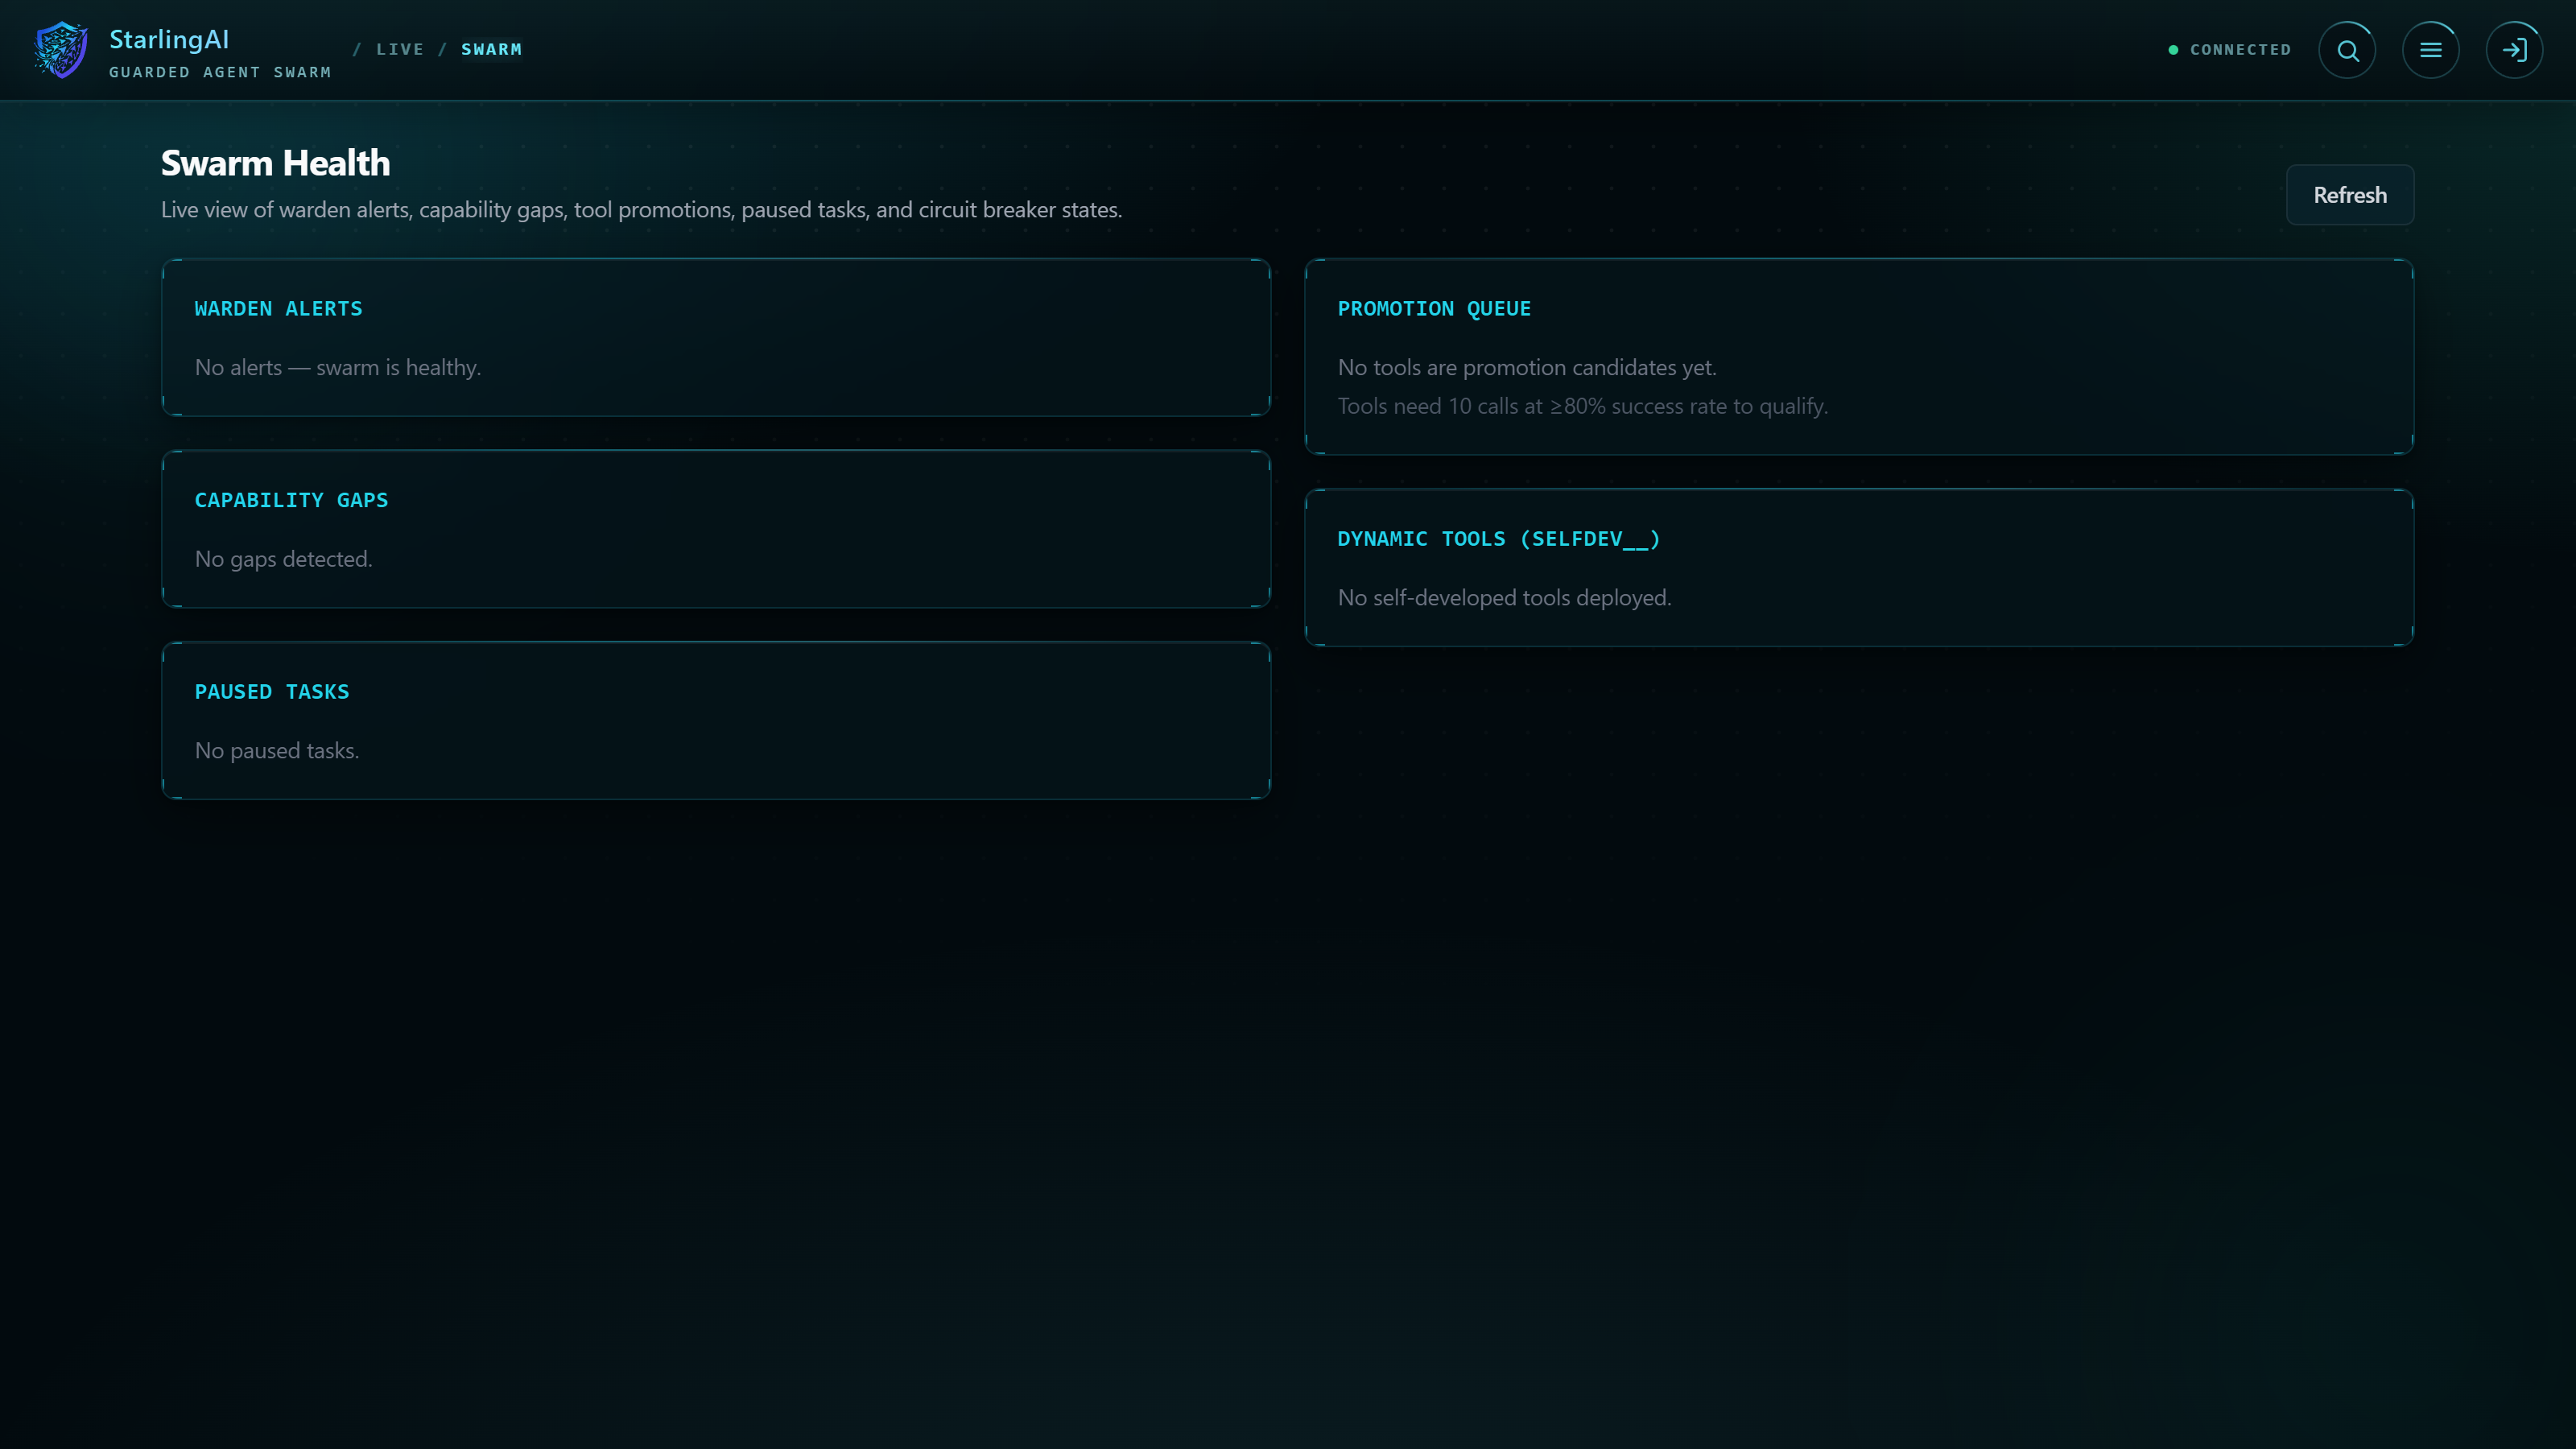 StarlingAI
GUARDED AGENT SWARM
/ LIVE / SWARM
CONNECTED
Swarm Health
Live view of warden alerts, capability gaps, tool promotions, paused tasks, and circuit breaker states.
Refresh
WARDEN ALERTS
No alerts — swarm is healthy.
CAPABILITY GAPS
No gaps detected.
PAUSED TASKS
No paused tasks.
PROMOTION QUEUE
No tools are promotion candidates yet.
Tools need 10 calls at ≥80% success rate to qualify.
DYNAMIC TOOLS (SELFDEV__)
No self-developed tools deployed.